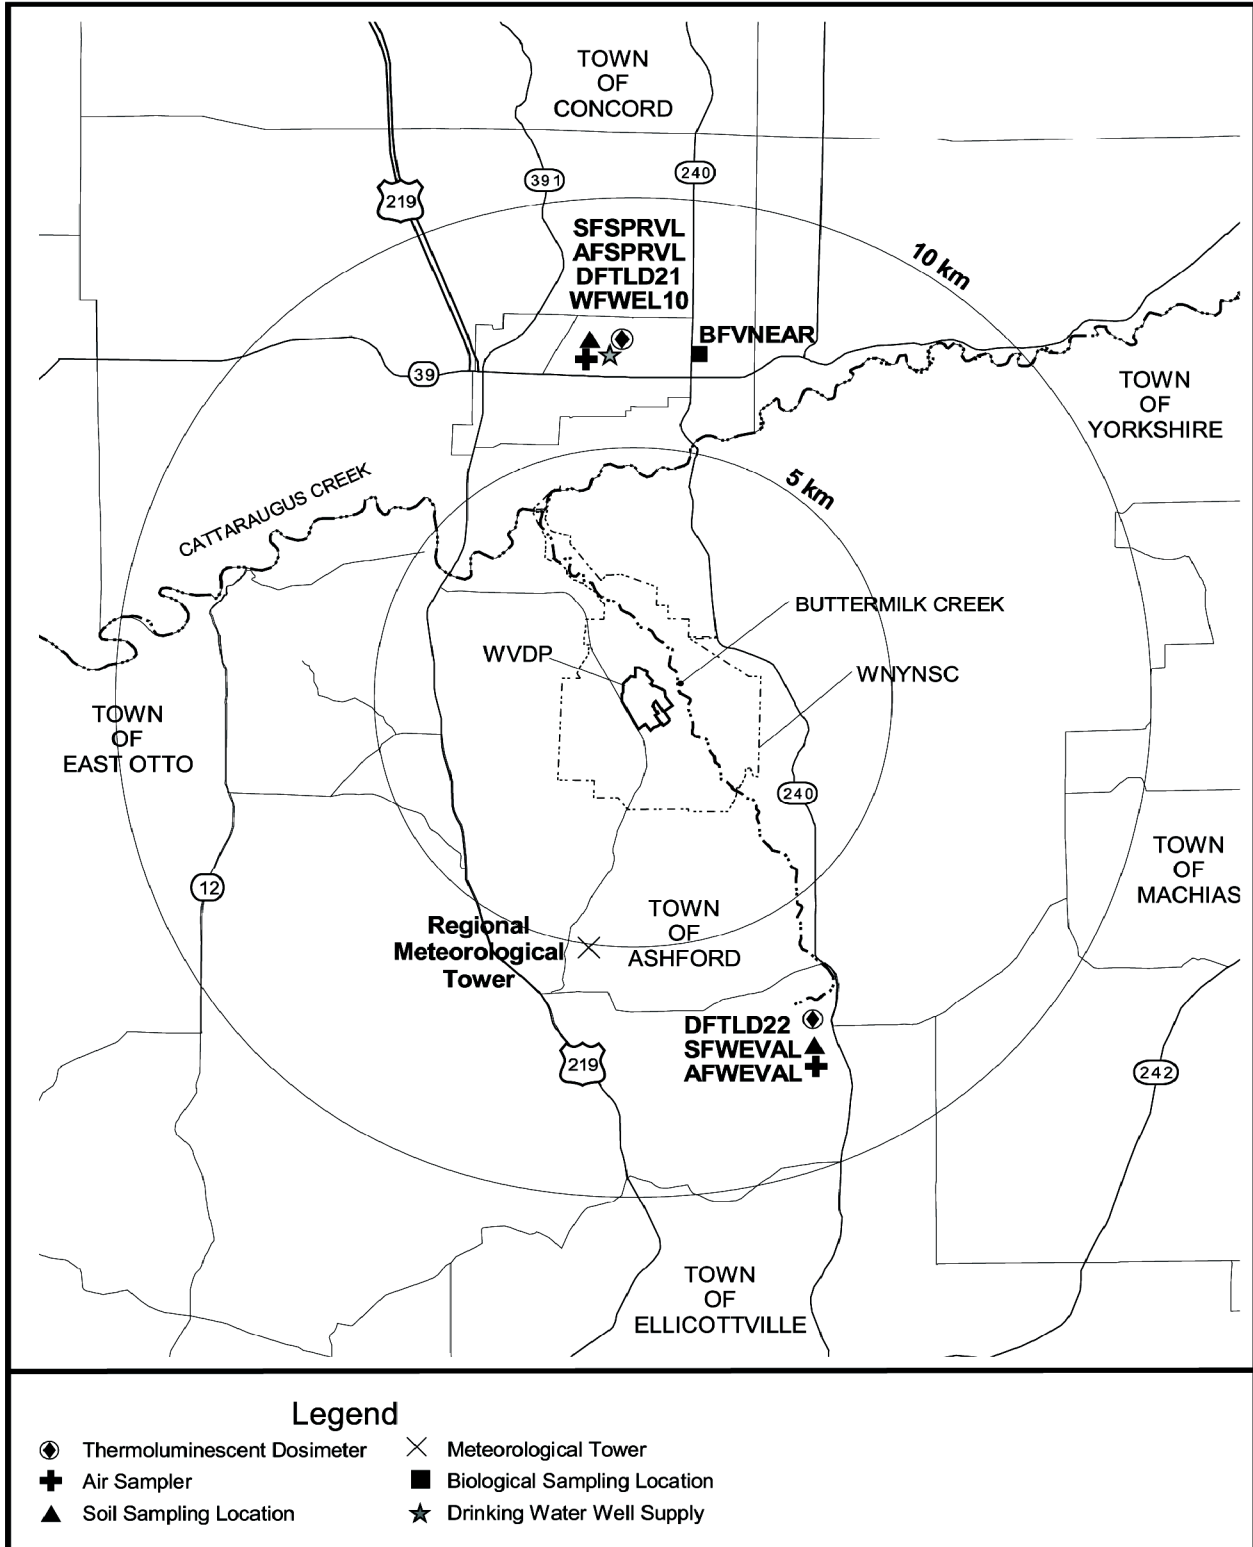 TOWN
OF
CONCORD
391
240
219
SFSPRVL
AFSPRVL
DFTLD21
WFWEL10
10 km
BFVNEAR
39
TOWN
OF
YORKSHIRE
5 km
CATTARAUGUS CREEK
BUTTERMILK CREEK
WVDP
WNYNSC
TOWN
OF
EAST OTTO
240
TOWN
OF
MACHIAS
12
Regional
Meteorological
Tower
TOWN
OF
ASHFORD
DFTLD22
SFWEVAL
AFWEVAL
219
242
TOWN
OF
ELLICOTTVILLE
Legend
Thermoluminescent Dosimeter
Meteorological Tower
Air Sampler
Biological Sampling Location
Soil Sampling Location
Drinking Water Well Supply